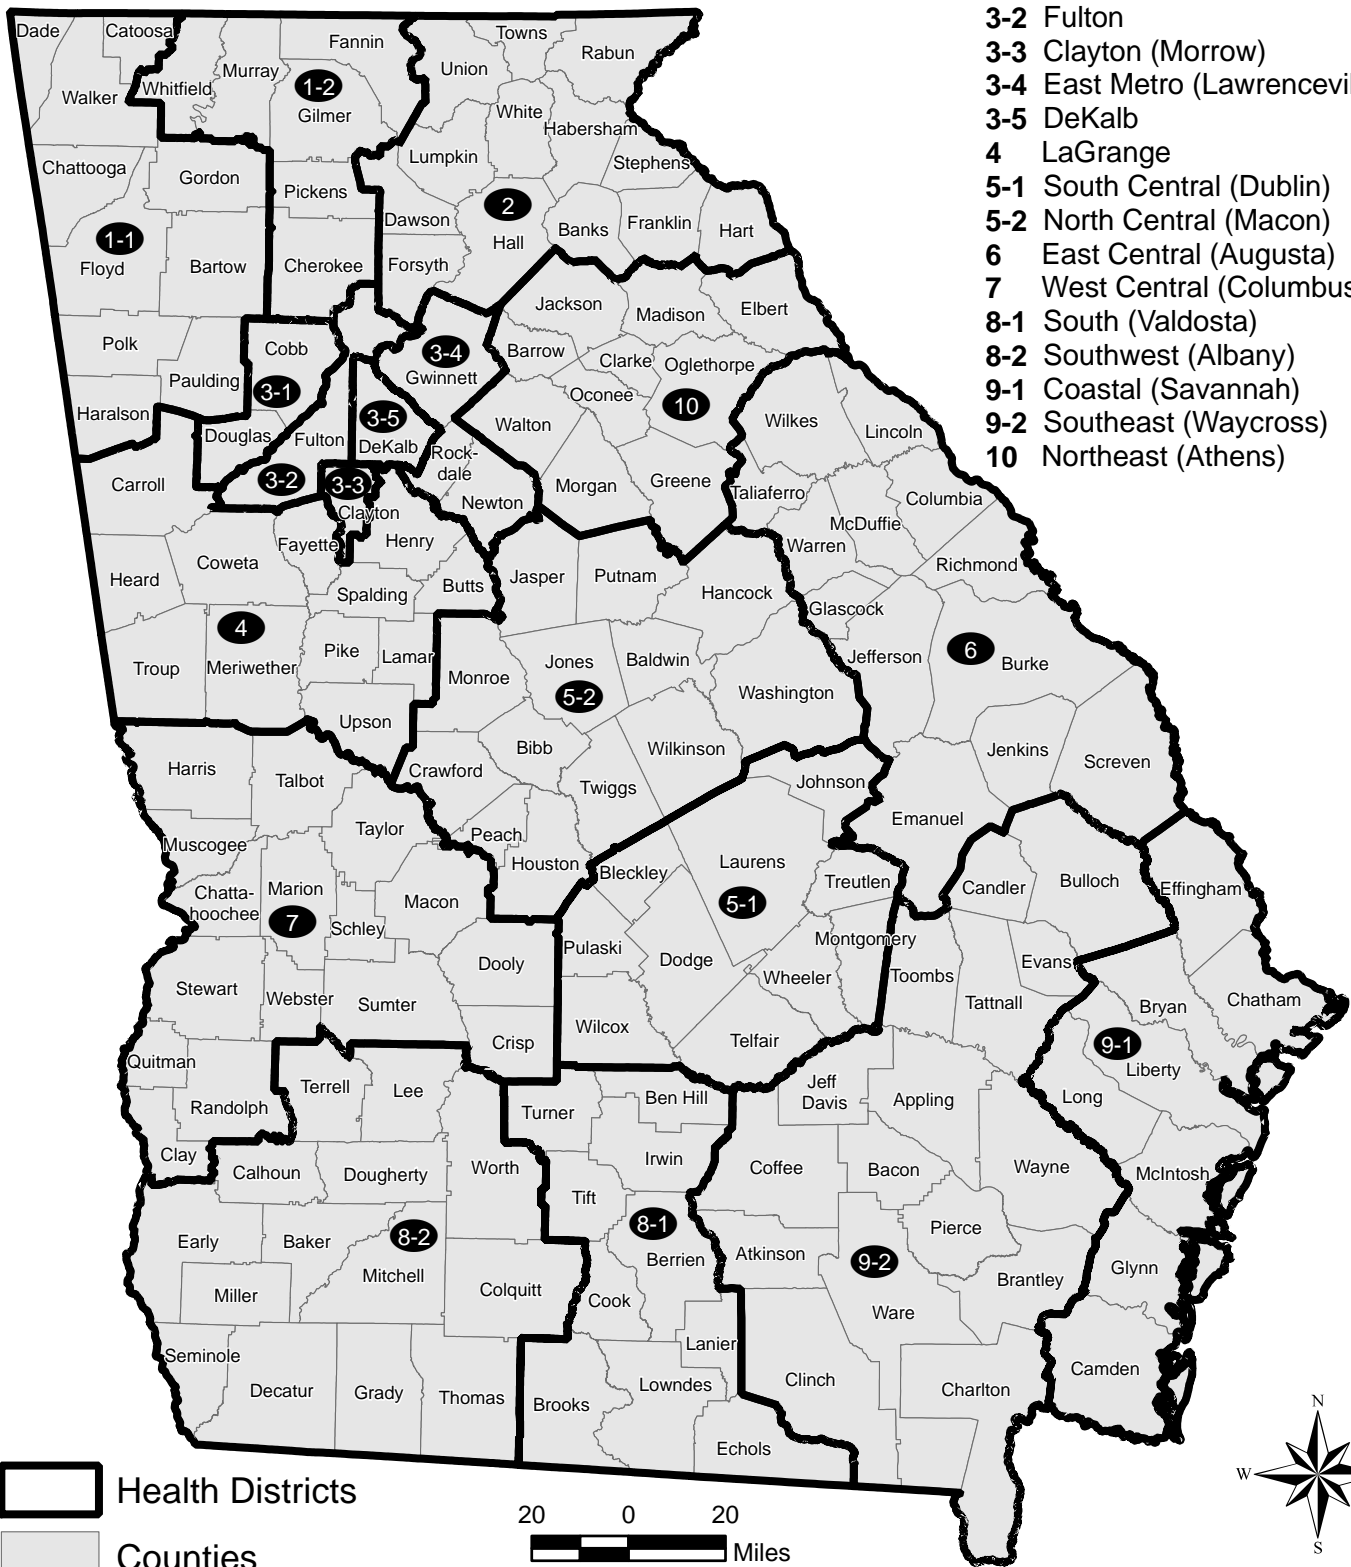 3-2 Fulton
3-3 Clayton (Morrow)
3-4 East Metro (Lawrencevil
3-5 DeKalb
4 LaGrange
5-1 South Central (Dublin)
5-2 North Central (Macon)
6 East Central (Augusta)
7 West Central (Columbus
8-1 South (Valdosta)
8-2 Southwest (Albany)
9-1 Coastal (Savannah)
9-2 Southeast (Waycross)
10 Northeast (Athens)
Dade
Catoosa
Fannin
Towns
Rabun
Union
Murray
Whitfield
Walker
1-2
Gilmer
White
Habersham
Lumpkin
Stephens
Chattooga
Gordon
Pickens
Dawson
2
Hall
Banks
Franklin
Hart
1-1
Floyd
Bartow
Cherokee
Forsyth
Jackson
Madison
Elbert
Polk
Cobb
3-4
Gwinnett
Barrow
Clarke
Oglethorpe
Paulding
3-1
Oconee
10
Haralson
3-5
DeKalb
Walton
Wilkes
Lincoln
Douglas
Fulton
Rock-
dale
Carroll
3-2
3-3
Clayton
Newton
Morgan
Greene
Taliaferro
Columbia
McDuffie
Warren
Fayette
Henry
Richmond
Coweta
Heard
Spalding
Butts
Jasper
Putnam
Hancock
Glascock
4
Meriwether
Troup
Pike
Lamar
Monroe
Jones
5-2
Baldwin
Washington
Jefferson
6
Burke
Upson
Bibb
Wilkinson
Jenkins
Screven
Harris
Talbot
Crawford
Twiggs
Johnson
Emanuel
Taylor
Peach
Houston
Muscogee
Bleckley
Laurens
5-1
Treutlen
Candler
Bulloch
Effingham
Chatta-
hoochee
Marion
7
Macon
Schley
Pulaski
Dodge
Montgomery
Wheeler
Toombs
Evans
Tattnall
Dooly
Stewart
Webster
Sumter
Wilcox
Telfair
Bryan
Chatham
Crisp
9-1
Liberty
Quitman
Randolph
Terrell
Lee
Turner
Ben Hill
Jeff
Davis
Appling
Long
Clay
Calhoun
Dougherty
Worth
Irwin
Coffee
Bacon
Wayne
McIntosh
Tift
Early
Baker
8-2
Mitchell
8-1
Berrien
Atkinson
Pierce
9-2
Ware
Brantley
Glynn
Miller
Colquitt
Cook
Lanier
Seminole
Decatur
Grady
Thomas
Brooks
Lowndes
Clinch
Charlton
Camden
Echols
N
W
S
Health Districts
Counties
20 0 20
Miles